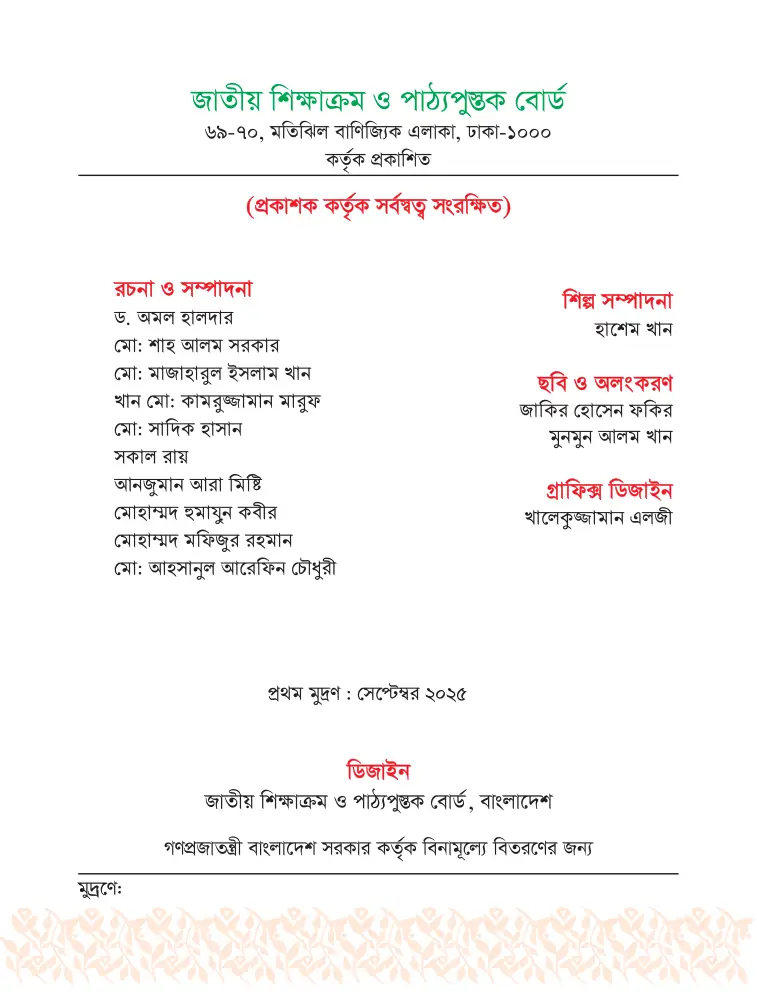 জাতীয় শিক্ষাক্রম ও পাঠ্যপুস্তক বোর্ড
৬৯-৭০, মতিঝিল বাণিজ্যিক এলাকা, ঢাকা-১০০০
কর্তৃক প্রকাশিত
(প্রকাশক কর্তৃক সর্বস্বত্ব সংরক্ষিত)
রচনা ও সম্পাদনা
ড. অমল হালদার
মো: শাহ আলম সরকার
মো: মাজাহারুল ইসলাম খান
খান মো: কামরুজ্জামান মারুফ
মো: সাদিক হাসান
সকাল রায়
আনজুমান আরা মিষ্টি
মোহাম্মদ হুমাযুন কবীর
মোহাম্মদ মফিজুর রহমান
মো: আহসানুল আরেফিন চৌধুরী
শিল্প সম্পাদনা
হাশেম খান
ছবি ও অলংকরণ
জাকির হোসেন ফকির
মুনমুন আলম খান
গ্রাফিক্স ডিজাইন
খালেকুজ্জামান এলজী
প্রথম মুদ্রণ : সেপ্টেম্বর ২০২৫
ডিজাইন
জাতীয় শিক্ষাক্রম ও পাঠ্যপুস্তক বোর্ড, বাংলাদেশ
গণপ্রজাতন্ত্রী বাংলাদেশ সরকার কর্তৃক বিনামূল্যে বিতরণের জন্য
মুদ্রণে: